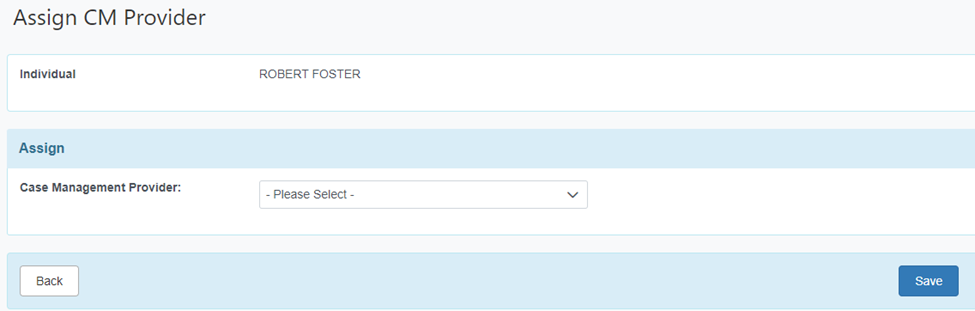 Assign CM Provider
Individual ROBERT FOSTER
Assign
Case Management Provider: - Please Select -
Back Save